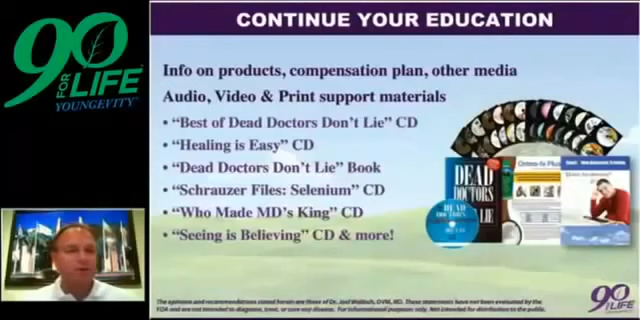 CONTINUE YOUR EDUCATION
90
FOR
LIFE
YOUNGEVITY
Info on products, compensation plan, other media
Audio, Video & Print support materials
• “Best of Dead Doctors Don’t Lie” CD
• “Healing is Easy” CD
• “Dead Doctors Don’t Lie” Book
• “Schrauzer Files: Selenium” CD
• “Who Made MD’s King” CD
• “Seeing is Believing” CD & more!
DEAD
DOCTORS
LIE
The opinions and recommendations stated herein are those of Dr. Joel Wallach, DVM, ND. These statements have not been evaluated by the
FDA and are not intended to diagnose, treat, or cure any disease. For informational purposes only. Not intended for distribution to the public.
90
FOR
LIFE